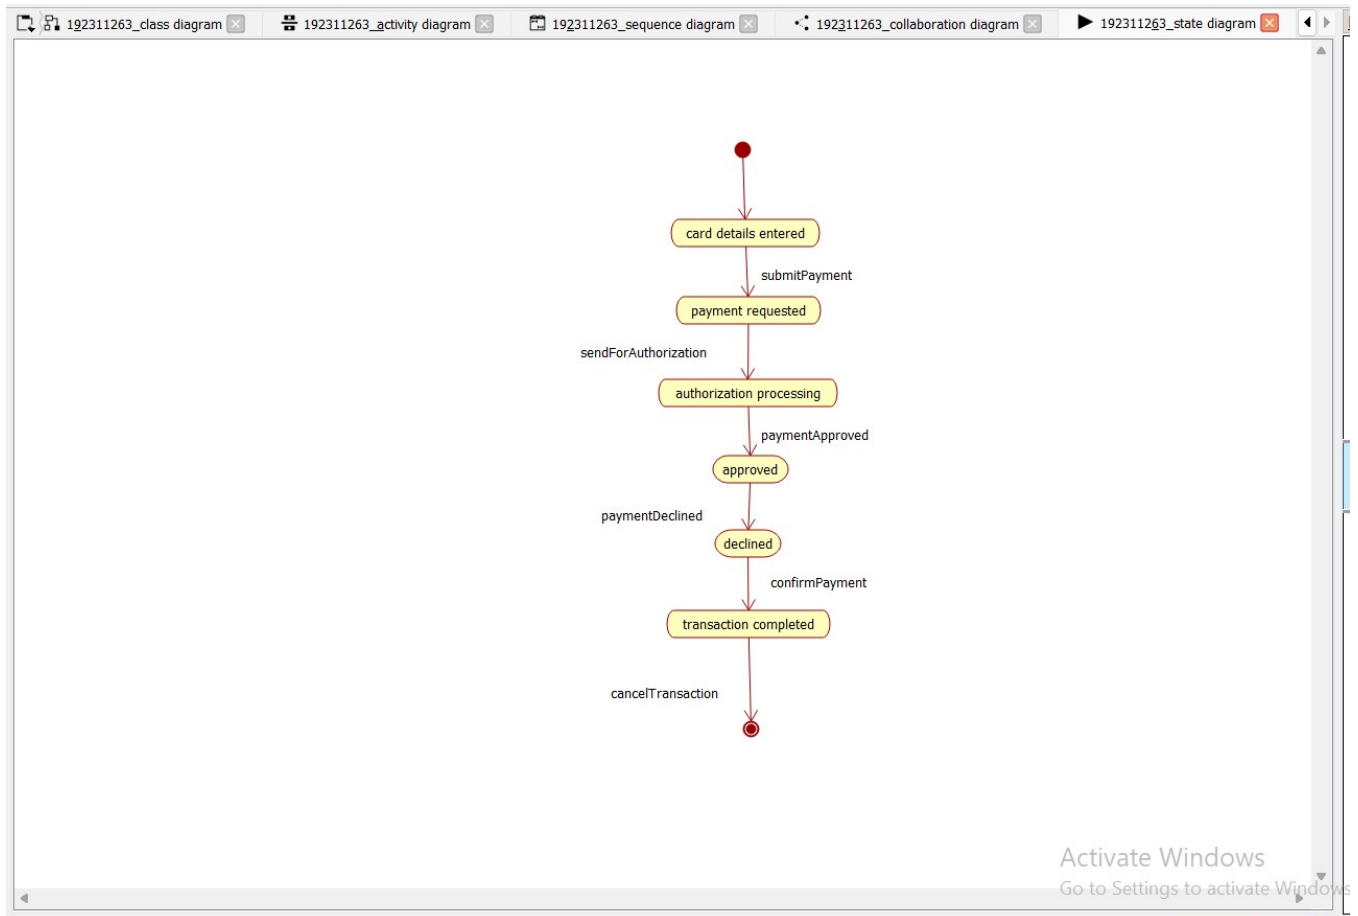 192311263_class diagram
192311263_activity diagram
192311263_sequence diagram
192311263_collaboration diagram
192311263_state diagram
card details entered
submitPayment
payment requested
sendForAuthorization
authorization processing
paymentApproved
approved
paymentDeclined
declined
confirmPayment
transaction completed
cancelTransaction
Activate Windows
Go to Settings to activate Windows